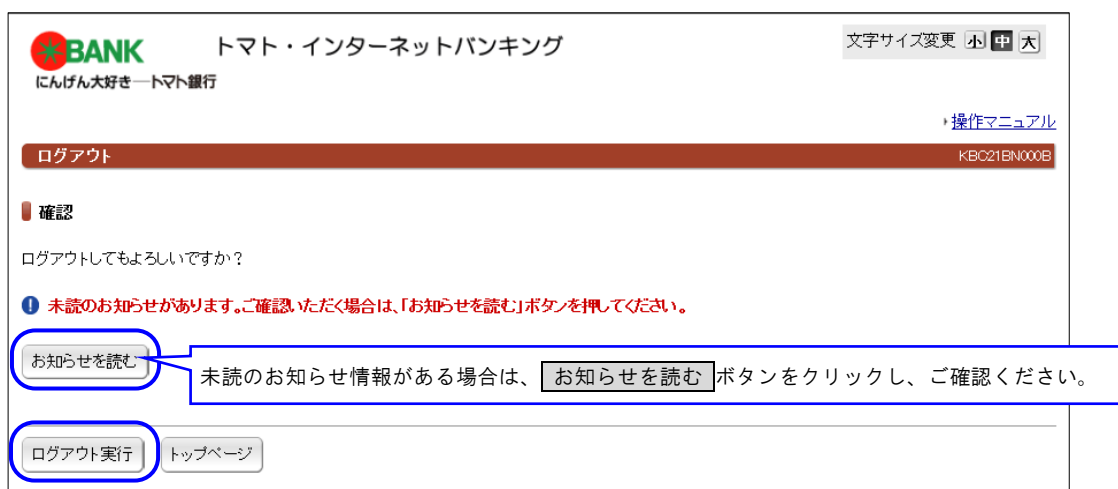 BANK
トマト・インターネットバンキング
文字サイズ変更 小 中 大
にんげん大好き―トマト銀行
操作マニュアル
ログアウト
KBC21BN000B
確認
ログアウトしてもよろしいですか？
未読のお知らせがあります。ご確認いただく場合は、「お知らせを読む」ボタンを押してください。
お知らせを読む
未読のお知らせ情報がある場合は、 お知らせを読む ボタンをクリックし、ご確認ください。
ログアウト実行
トップページ